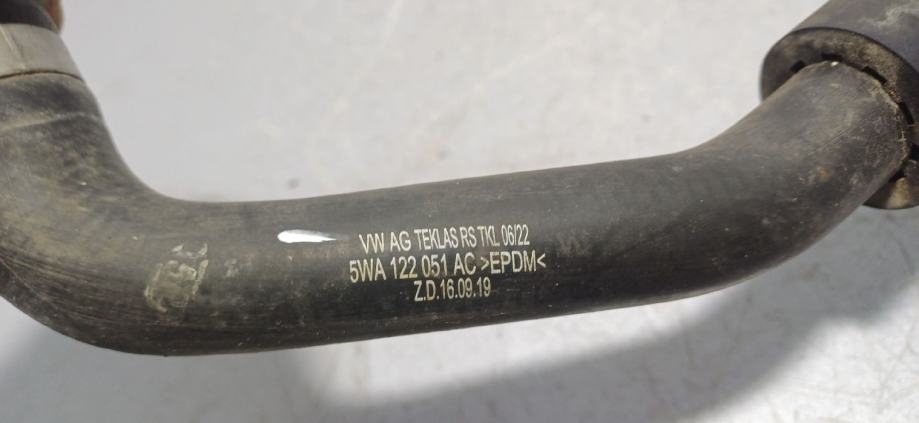 VW AG TEKLAS RS TKL 06/22
5WA 122 051 AC >EPDM<
Z.D.16.09.19